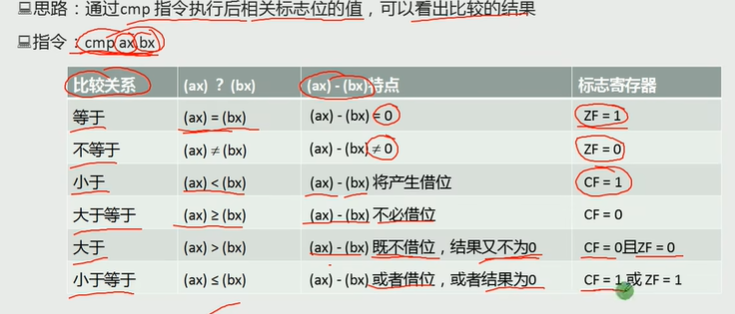 思路：通过cmp 指令执行后相关标志位的值，可以看出比较的结果
指令：cmp ax,bx
比较关系 (ax) ? (bx) (ax) - (bx)特点 标志寄存器
等于 (ax) = (bx) (ax) - (bx) = 0 ZF = 1
不等于 (ax) ≠ (bx) (ax) - (bx) ≠ 0 ZF = 0
小于 (ax) < (bx) (ax) - (bx) 将产生借位 CF = 1
大于等于 (ax) ≥ (bx) (ax) - (bx) 不必借位 CF = 0
大于 (ax) > (bx) (ax) - (bx) 既不借位，结果又不为0 CF = 0且ZF = 0
小于等于 (ax) ≤ (bx) (ax) - (bx) 或者借位，或者结果为0 CF = 1 或 ZF = 1